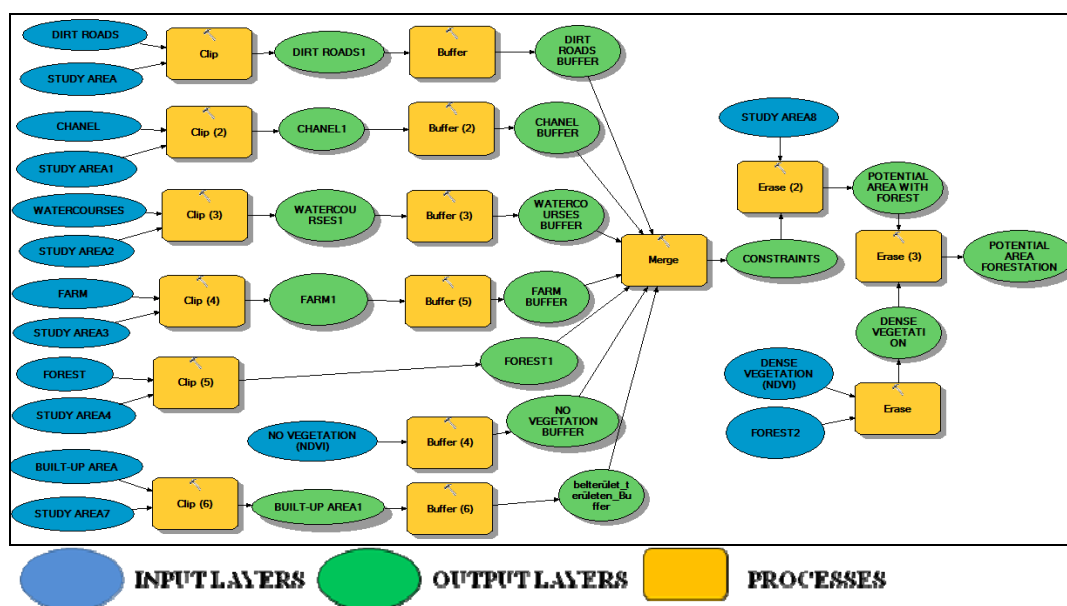 DIRT ROADS
STUDY AREA
Clip
DIRT ROADS1
Buffer
DIRT
ROADS
BUFFER
CHANEL
STUDY AREA1
Clip (2)
CHANEL1
Buffer (2)
CHANEL
BUFFER
WATERCOURSES
STUDY AREA2
Clip (3)
WATERCOU
RSES1
Buffer (3)
WATERCO
URSES
BUFFER
FARM
STUDY AREA3
Clip (4)
FARM1
Buffer (5)
FARM
BUFFER
FOREST
STUDY AREA4
Clip (5)
FOREST1
NO VEGETATION
(NDVI)
Buffer (4)
NO
VEGETATION
BUFFER
BUILT-UP AREA
STUDY AREA7
Clip (6)
BUILT-UP AREA1
Buffer (6)
belterület_t
erületen_Bu
ffer
Merge
CONSTRAINTS
STUDY AREA8
Erase (2)
POTENTIAL
AREA WITH
FOREST
Erase (3)
POTENTIAL
AREA
FORESTATION
DENSE
VEGETATI
ON
DENSE
VEGETATION
(NDVI)
FOREST2
Erase
INPUT LAYERS
OUTPUT LAYERS
PROCESSES